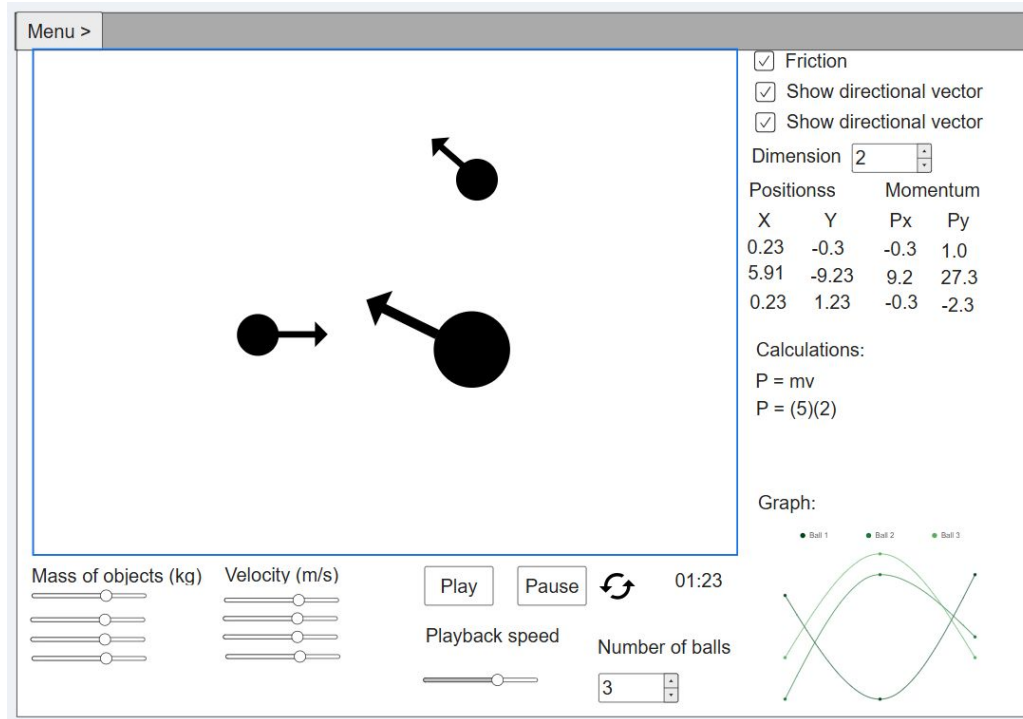 Menu >
Friction
Show directional vector
Show directional vector
Dimension 2
Positionss Momentum
X Y Px Py
0.23 -0.3 -0.3 1.0
5.91 -9.23 9.2 27.3
0.23 1.23 -0.3 -2.3
Calculations:
P = mv
P = (5)(2)
Graph:
Ball 1 Ball 2 Ball 3
Mass of objects (kg) Velocity (m/s)
Play Pause 01:23
Playback speed
Number of balls
3